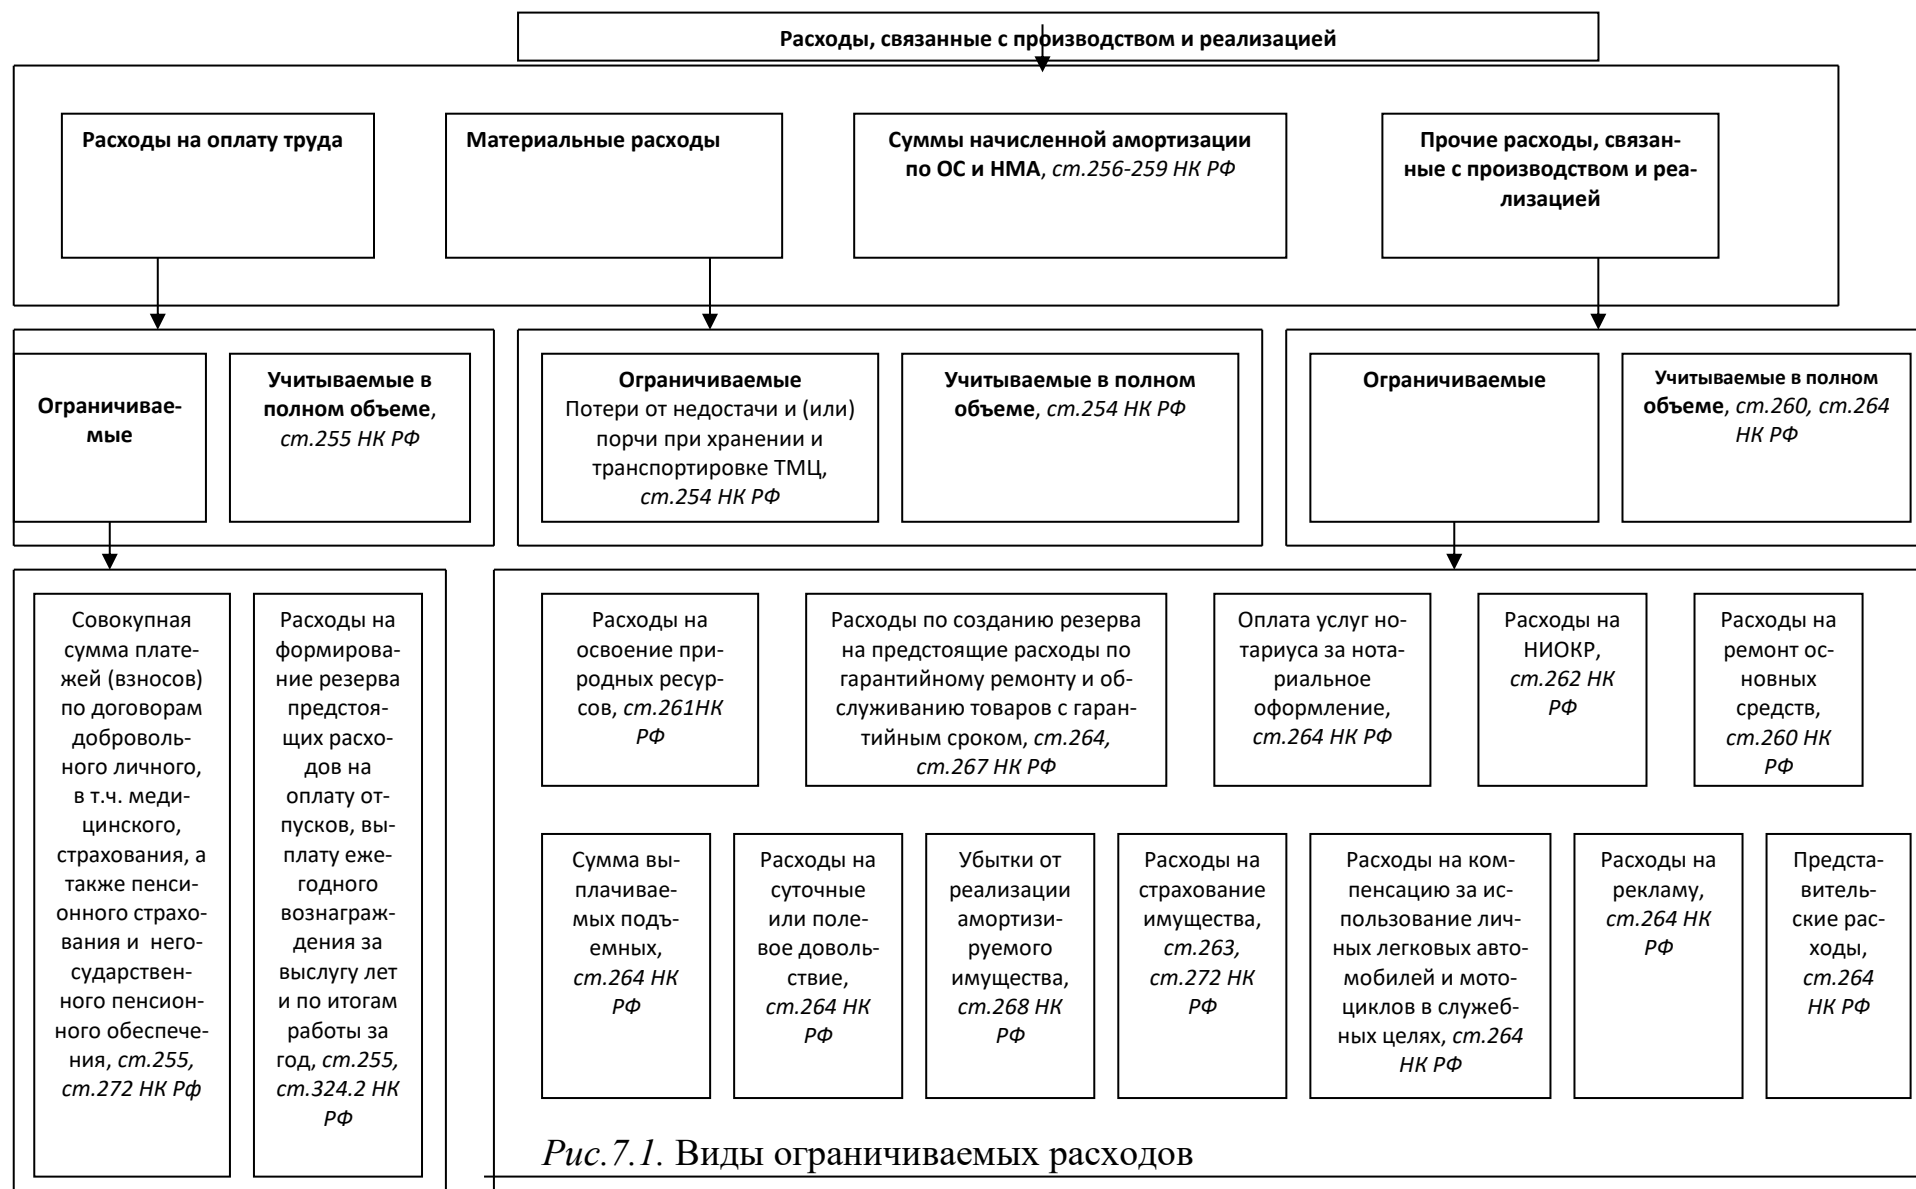 Расходы, связанные с производством и реализацией
Расходы на оплату труда
Материальные расходы
Суммы начисленной амортизации
по ОС и НМА, ст.256-259 НК РФ
Прочие расходы, связан-
ные с производством и реа-
лизацией
Ограничивае-
мые
Учитываемые в
полном объеме,
ст.255 НК РФ
Ограничиваемые
Потери от недостачи и (или)
порчи при хранении и
транспортировке ТМЦ,
ст.254 НК РФ
Учитываемые в полном
объеме, ст.254 НК РФ
Ограничиваемые
Учитываемые в полном
объеме, ст.260, ст.264
НК РФ
Совокупная
сумма плате-
жей (взносов)
по договорам
доброволь-
ного личного,
в т.ч. меди-
цинского,
страхования, а
также пенси-
онного страхо-
вания и  него-
сударствен-
ного пенсион-
ного обеспече-
ния, ст.255,
ст.272 НК Рф
Расходы на
формирова-
ние резерва
предстоя-
щих расхо-
дов на
оплату от-
пусков, вы-
плату еже-
годного
вознаграж-
дения за
выслугу лет
и по итогам
работы за
год, ст.255,
ст.324.2 НК
РФ
Расходы на
освоение при-
родных ресур-
сов, ст.261НК
РФ
Расходы по созданию резерва
на предстоящие расходы по
гарантийному ремонту и об-
служиванию товаров с гаран-
тийным сроком, ст.264,
ст.267 НК РФ
Оплата услуг но-
тариуса за нота-
риальное
оформление,
ст.264 НК РФ
Расходы на
НИОКР,
ст.262 НК
РФ
Расходы на
ремонт ос-
новных
средств,
ст.260 НК
РФ
Сумма вы-
плачивае-
мых подъ-
емных,
ст.264 НК
РФ
Расходы на
суточные
или поле-
вое доволь-
ствие,
ст.264 НК
РФ
Убытки от
реализации
амортизи-
руемого
имущества,
ст.268 НК
РФ
Расходы на
страхование
имущества,
ст.263,
ст.272 НК
РФ
Расходы на ком-
пенсацию за ис-
пользование лич-
ных легковых авто-
мобилей и мото-
циклов в служеб-
ных целях, ст.264
НК РФ
Расходы на
рекламу,
ст.264 НК
РФ
Предста-
витель-
ские рас-
ходы,
ст.264
НК РФ
Рис.7.1. Виды ограничиваемых расходов